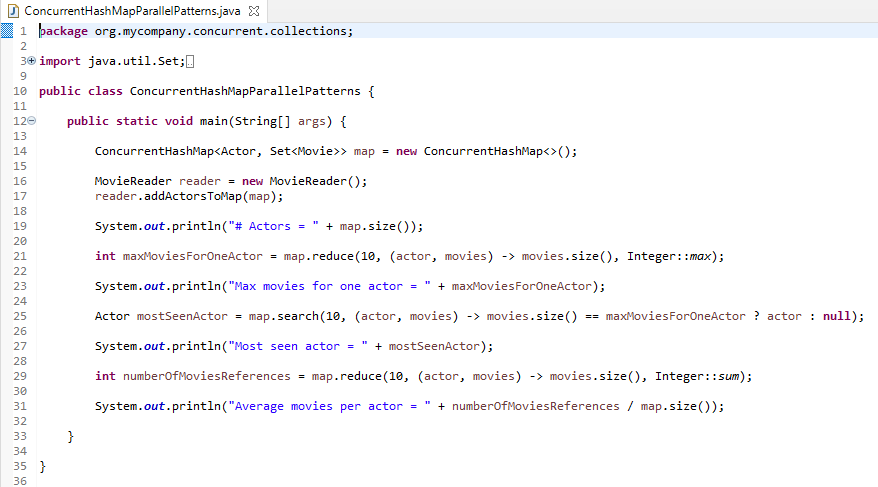 ConcurrentHashMapParallelPatterns.java
1 package org.mycompany.concurrent.collections;
2
3 import java.util.Set;
9
10 public class ConcurrentHashMapParallelPatterns {
11
12     public static void main(String[] args) {
13
14         ConcurrentHashMap<Actor, Set<Movie>> map = new ConcurrentHashMap<>();
15
16         MovieReader reader = new MovieReader();
17         reader.addActorsToMap(map);
18
19         System.out.println("# Actors = " + map.size());
20
21         int maxMoviesForOneActor = map.reduce(10, (actor, movies) -> movies.size(), Integer::max);
22
23         System.out.println("Max movies for one actor = " + maxMoviesForOneActor);
24
25         Actor mostSeenActor = map.search(10, (actor, movies) -> movies.size() == maxMoviesForOneActor ? actor : null);
26
27         System.out.println("Most seen actor = " + mostSeenActor);
28
29         int numberOfMoviesReferences = map.reduce(10, (actor, movies) -> movies.size(), Integer::sum);
30
31         System.out.println("Average movies per actor = " + numberOfMoviesReferences / map.size());
32
33     }
34
35 }
36